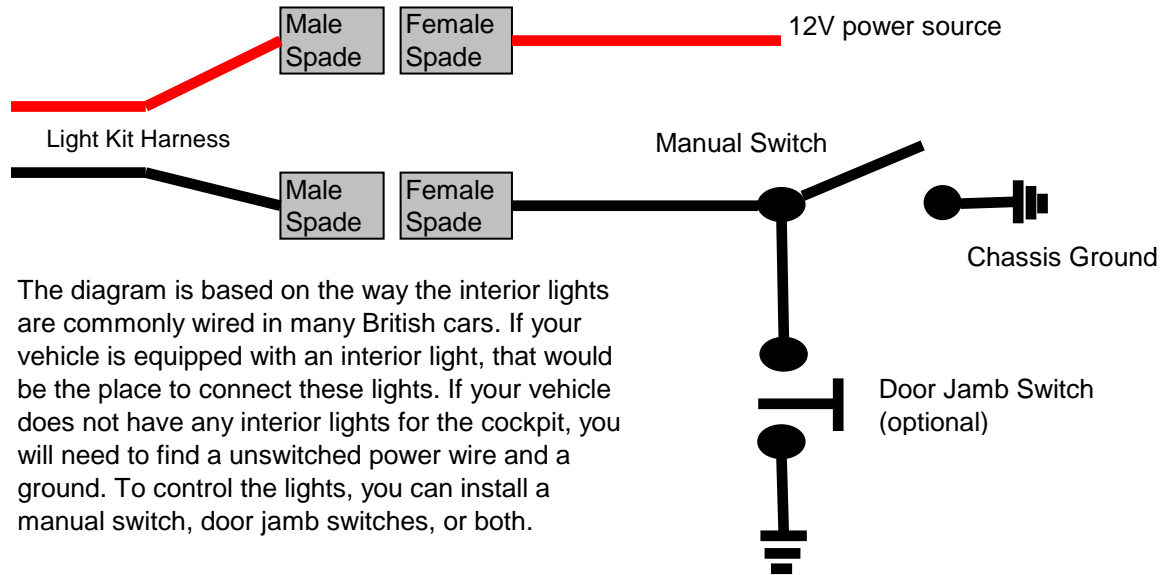 Male
Spade
Female
Spade
12V power source
Light Kit Harness
Manual Switch
Male
Spade
Female
Spade
Chassis Ground
The diagram is based on the way the interior lights
are commonly wired in many British cars. If your
vehicle is equipped with an interior light, that would
be the place to connect these lights. If your vehicle
does not have any interior lights for the cockpit, you
will need to find a unswitched power wire and a
ground. To control the lights, you can install a
manual switch, door jamb switches, or both.
Door Jamb Switch
(optional)